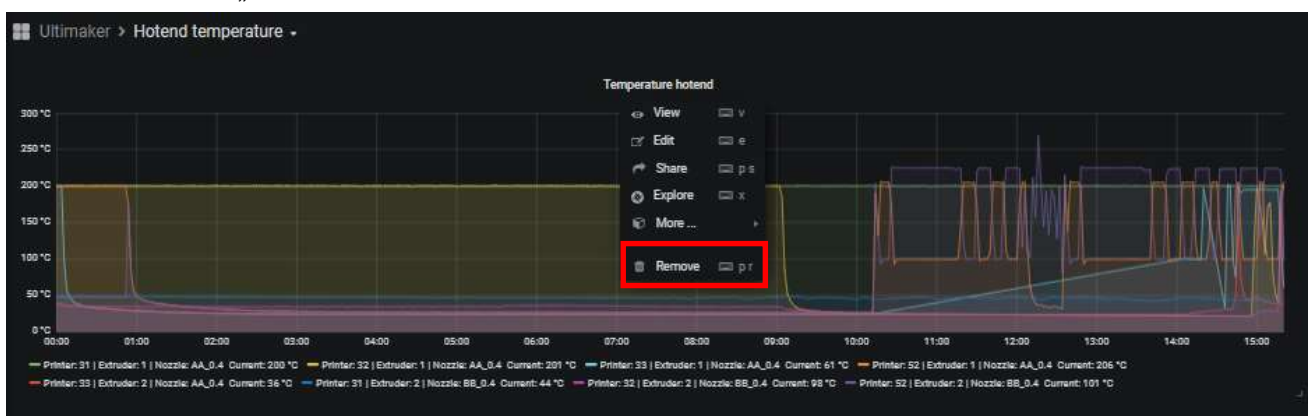 Ultimaker > Hotend temperature
Temperature hotend
300 °C
250 °C
200 °C
150 °C
100 °C
50 °C
0 °C
View v
Edit e
Share p s
Explore x
More ...
Remove p r
00:00 01:00 02:00 03:00 04:00 05:00 06:00 07:00 08:00 09:00 10:00 11:00 12:00 13:00 14:00 15:00
Printer: 31 | Extruder: 1 | Nozzle: AA_0.4 Current: 200 °C Printer: 32 | Extruder: 1 | Nozzle: AA_0.4 Current: 201 °C Printer: 33 | Extruder: 1 | Nozzle: AA_0.4 Current: 61 °C Printer: 52 | Extruder: 1 | Nozzle: AA_0.4 Current: 206 °C
Printer: 33 | Extruder: 2 | Nozzle: AA_0.4 Current: 36 °C Printer: 31 | Extruder: 2 | Nozzle: BB_0.4 Current: 44 °C Printer: 32 | Extruder: 2 | Nozzle: BB_0.4 Current: 98 °C Printer: 52 | Extruder: 2 | Nozzle: BB_0.4 Current: 101 °C